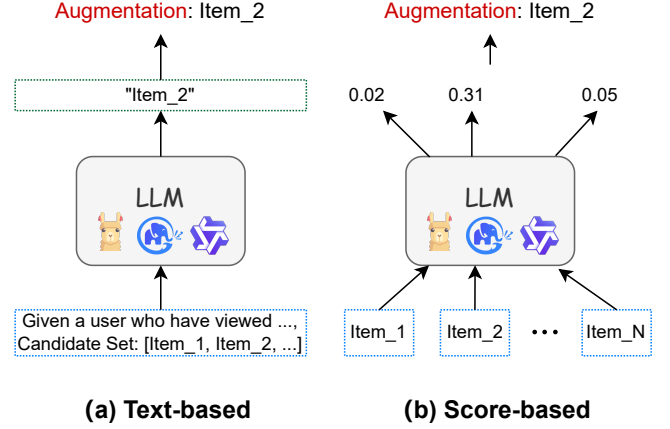 Augmentation: Item_2
"Item_2"
LLM
Given a user who have viewed ...,
Candidate Set: [Item_1, Item_2, ...]
(a) Text-based
Augmentation: Item_2
0.02 0.31 0.05
LLM
Item_1 Item_2 ••• Item_N
(b) Score-based